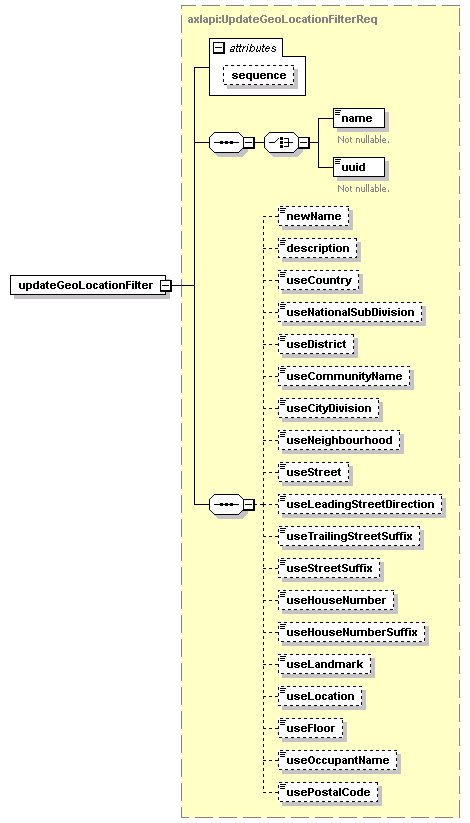 axlapi:UpdateGeoLocationFilterReq
attributes
sequence
name
Not nullable.
uuid
Not nullable.
updateGeoLocationFilter
newName
description
useCountry
useNationalSubDivision
useDistrict
useCommunityName
useCityDivision
useNeighbourhood
useStreet
useLeadingStreetDirection
useTrailingStreetSuffix
useStreetSuffix
useHouseNumber
useHouseNumberSuffix
useLandmark
useLocation
useFloor
useOccupantName
usePostalCode